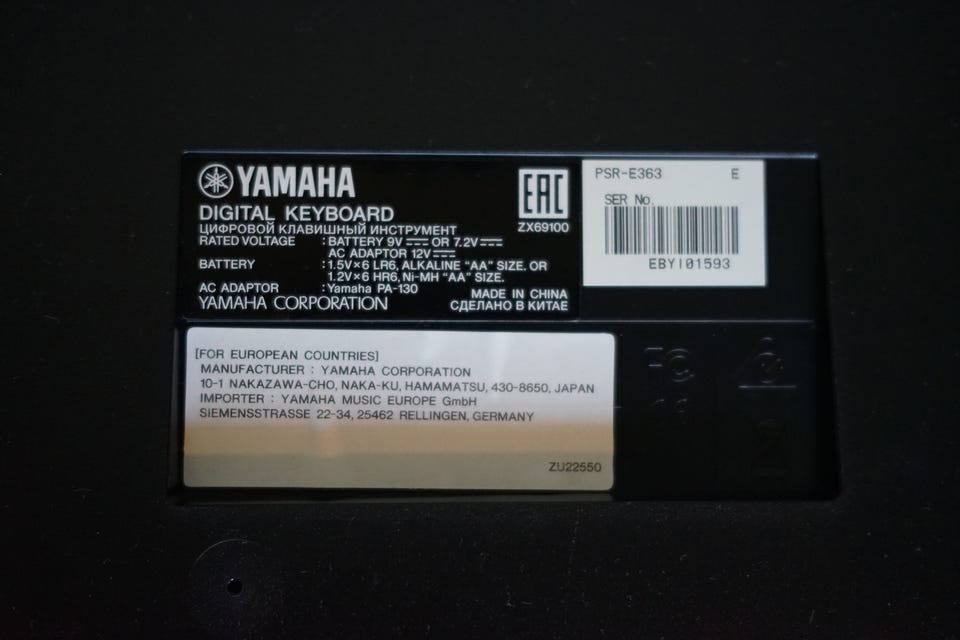 YAMAHA
DIGITAL KEYBOARD
ЦИФРОВОЙ КЛАВИШНЫЙ ИНСТРУМЕНТ
RATED VOLTAGE : BATTERY 9V ⎓ OR 7.2V ⎓
AC ADAPTOR 12V ⎓
BATTERY : 1.5V×6 LR6, ALKALINE “AA” SIZE. OR
1.2V×6 HR6, Ni-MH “AA” SIZE.
AC ADAPTOR : Yamaha PA-130
YAMAHA CORPORATION
MADE IN CHINA
СДЕЛАНО В КИТАЕ
EAC
ZX69100
PSR-E363 E
SER No.
EBYI01593
[FOR EUROPEAN COUNTRIES]
MANUFACTURER : YAMAHA CORPORATION
10-1 NAKAZAWA-CHO, NAKA-KU, HAMAMATSU, 430-8650, JAPAN
IMPORTER : YAMAHA MUSIC EUROPE GmbH
SIEMENSSTRASSE 22-34, 25462 RELLINGEN, GERMANY
ZU22550
FC